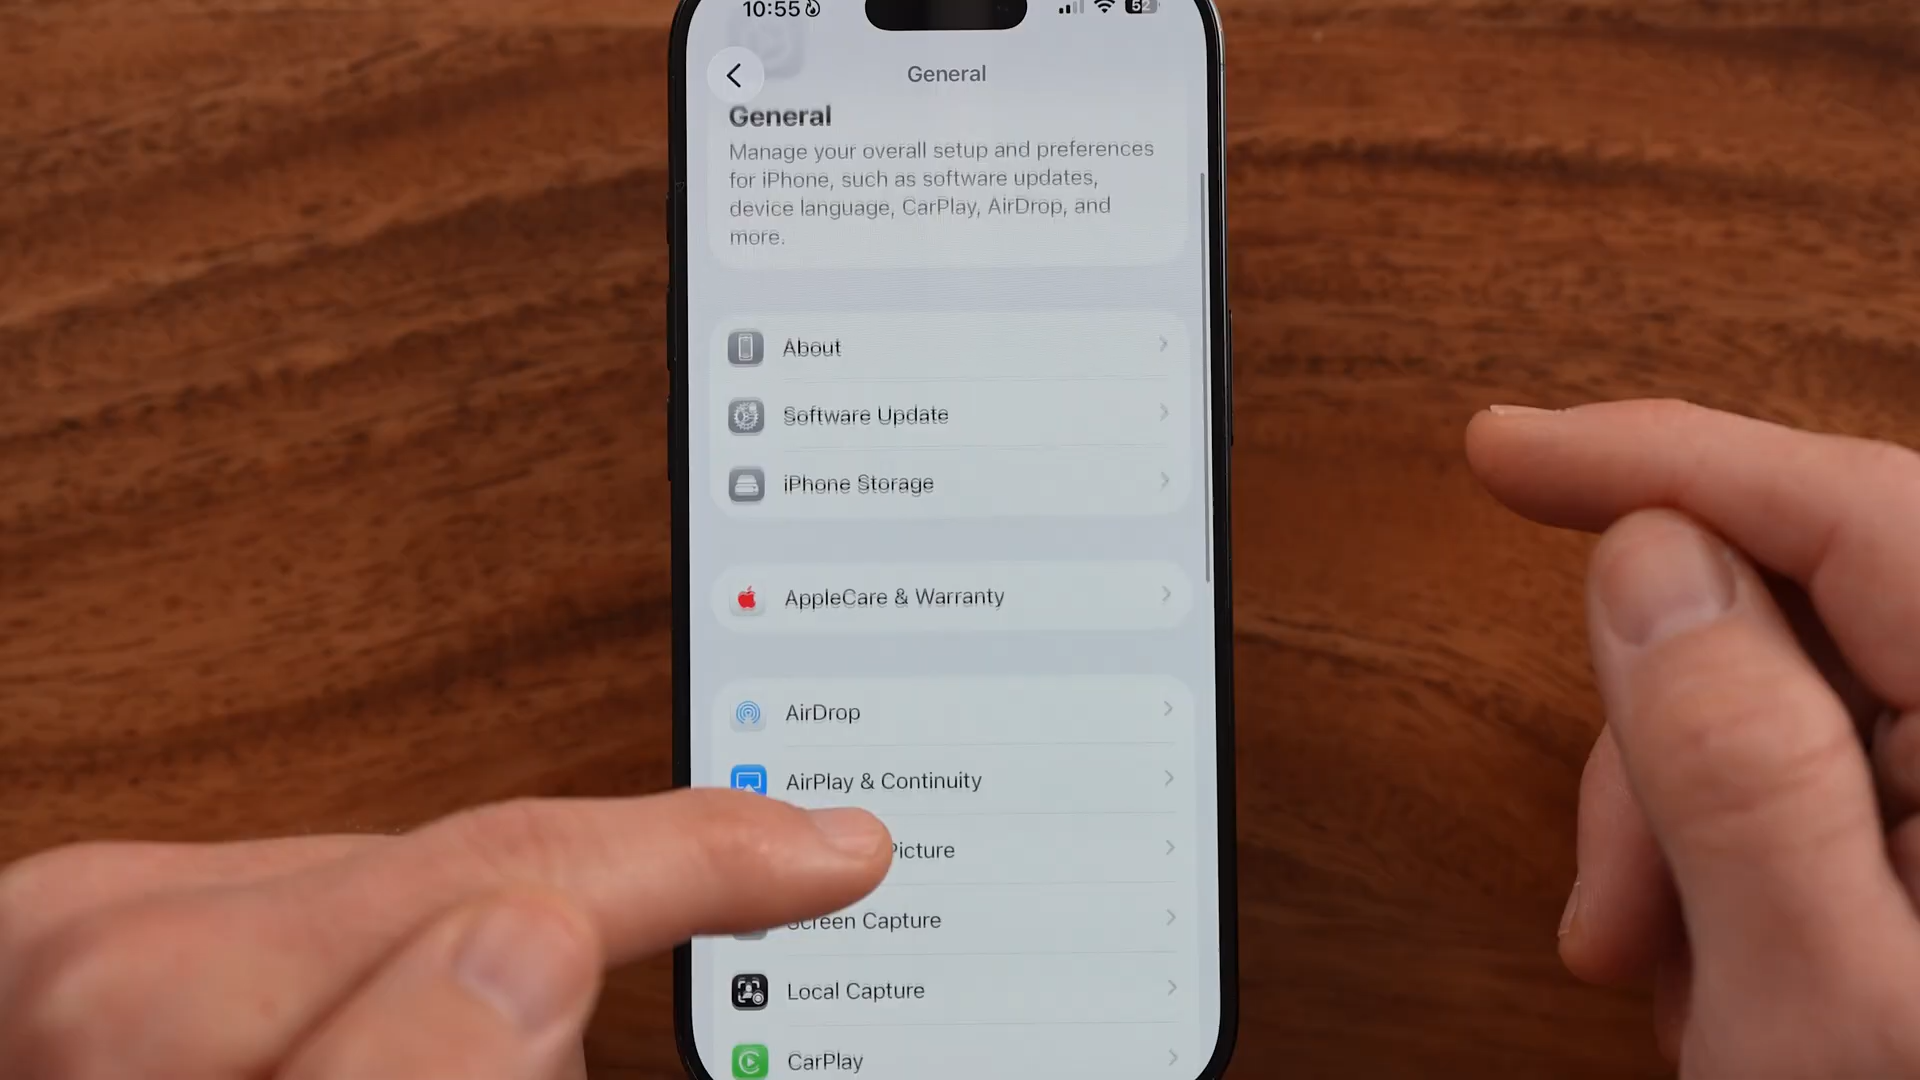 10:55
52
General
General
Manage your overall setup and preferences
for iPhone, such as software updates,
device language, CarPlay, AirDrop, and
more.
About
Software Update
iPhone Storage
AppleCare & Warranty
AirDrop
AirPlay & Continuity
Picture
Screen Capture
Local Capture
CarPlay